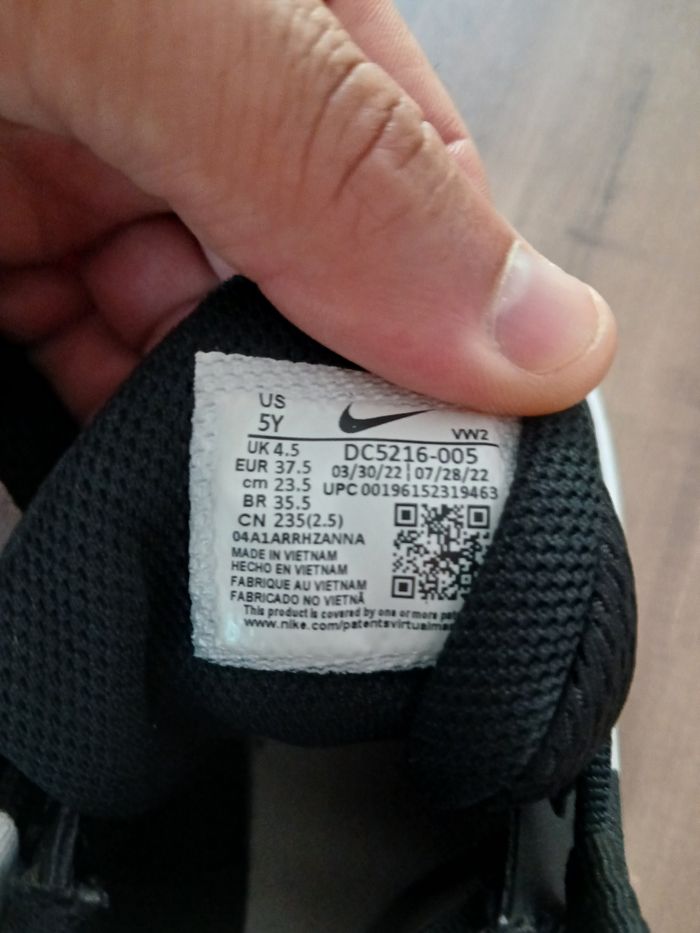 US
5Y
VW2
UK 4.5
DC5216-005
EUR 37.5
03/30/22 | 07/28/22
cm 23.5
UPC 00196152319463
BR 35.5
CN 235(2.5)
04A1ARRHZANNA
MADE IN VIETNAM
HECHO EN VIETNAM
FABRIQUE AU VIETNAM
FABRICADO NO VIETNÃ
This product is covered by one or more
www.nike.com/patents